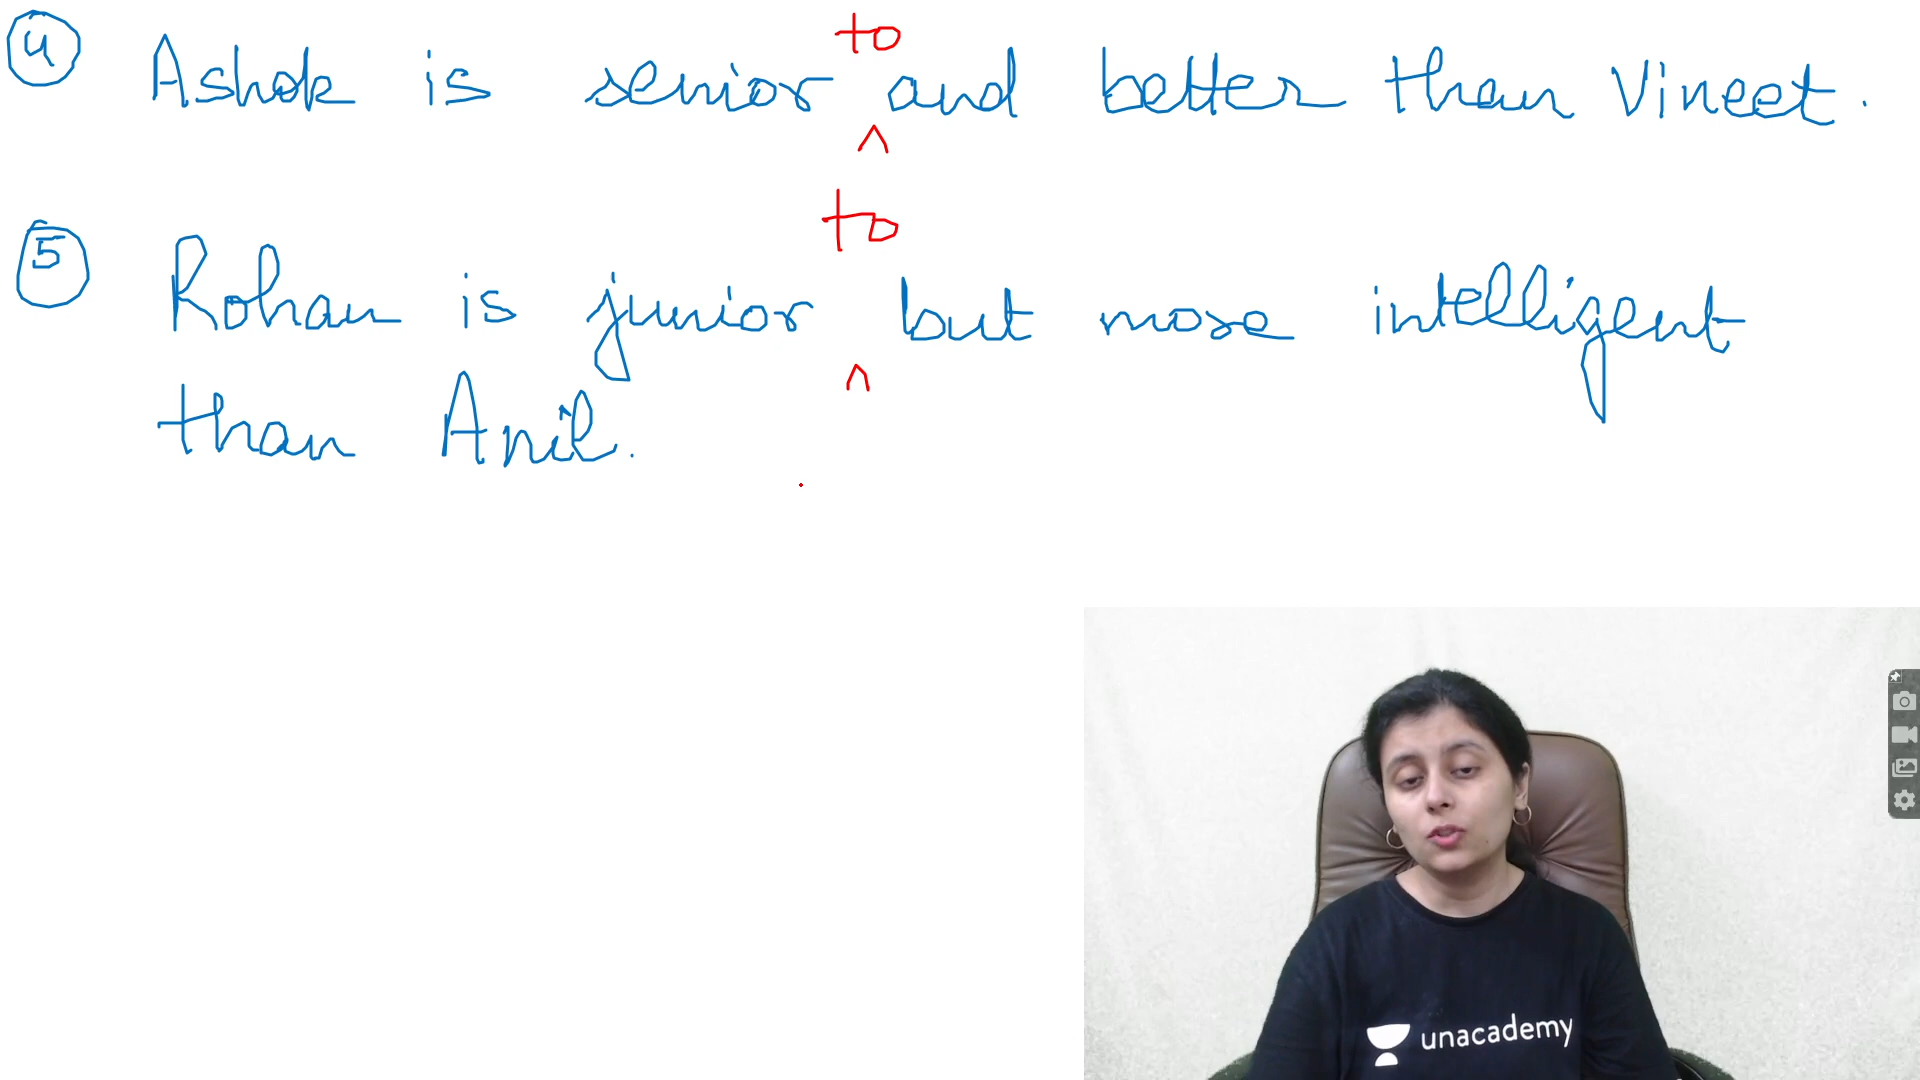 to
4 Ashok is senior and better than Vineet.
^
to
5 Rohan is junior but more intelligent
^
than Anil.
unacademy